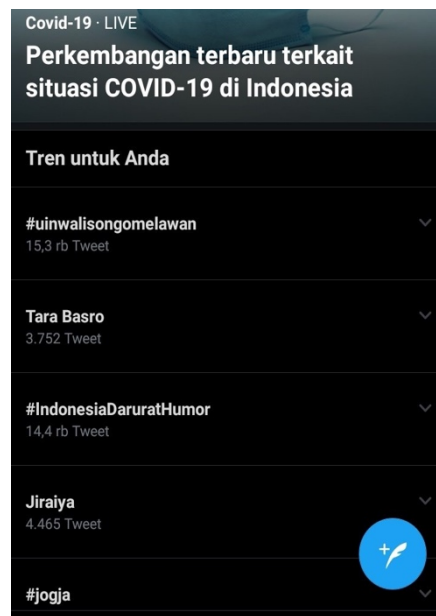 Covid-19 · LIVE
Perkembangan terbaru terkait
situasi COVID-19 di Indonesia
Tren untuk Anda
#uinwalisongomelawan
15,3 rb Tweet
Tara Basro
3.752 Tweet
#IndonesiaDaruratHumor
14,4 rb Tweet
Jiraiya
4.465 Tweet
#jogja